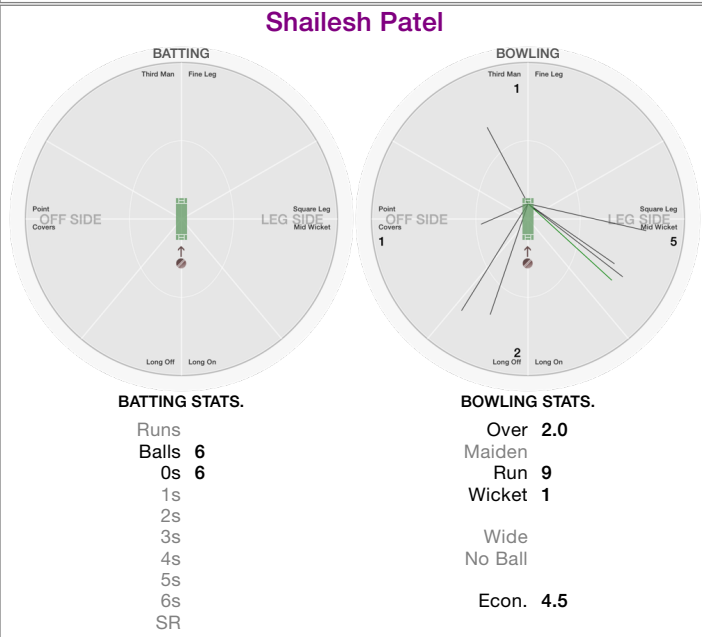 Shailesh Patel
BATTING
Third Man Fine Leg
Point
OFF SIDE
Covers
Square Leg
LEG SIDE
Mid Wicket
Long Off Long On
BATTING STATS.
Runs
Balls 6
0s 6
1s
2s
3s
4s
5s
6s
SR
BOWLING
Third Man Fine Leg
1
Point
OFF SIDE
Covers
1
Square Leg
LEG SIDE
Mid Wicket
5
2
Long Off Long On
BOWLING STATS.
Over 2.0
Maiden
Run 9
Wicket 1
Wide
No Ball
Econ. 4.5